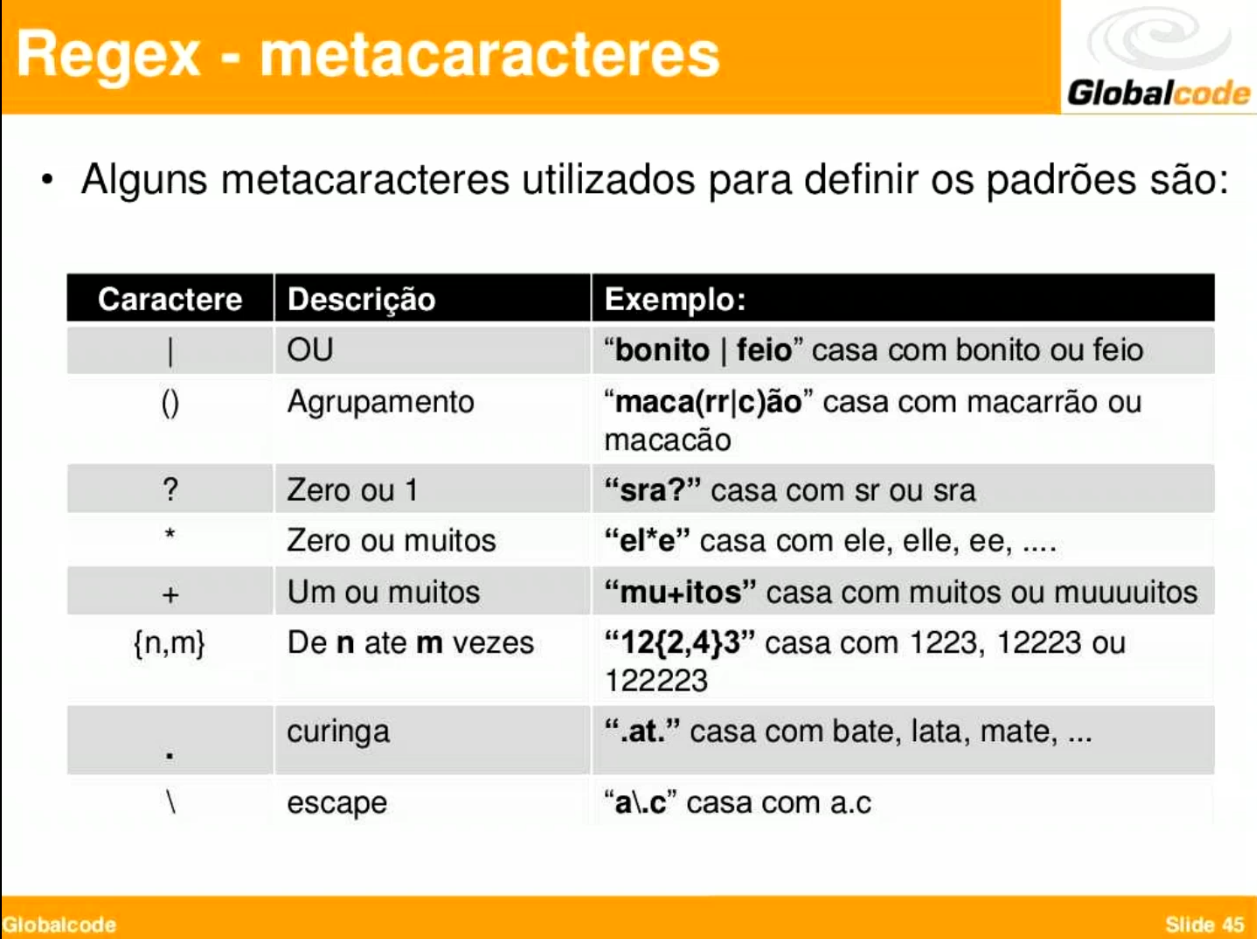 Regex - metacaracteres
Globalcode
• Alguns metacaracteres utilizados para definir os padrões são:
Caractere Descrição Exemplo:
| OU “bonito | feio” casa com bonito ou feio
() Agrupamento “maca(rr|c)ão” casa com macarrão ou
macacão
? Zero ou 1 “sra?” casa com sr ou sra
* Zero ou muitos “el*e” casa com ele, elle, ee, ....
+ Um ou muitos “mu+itos” casa com muitos ou muuuuitos
{n,m} De n ate m vezes “12{2,4}3” casa com 1223, 12223 ou
122223
. curinga “.at.” casa com bate, lata, mate, ...
\ escape “a\.c” casa com a.c
Globalcode Slide 45